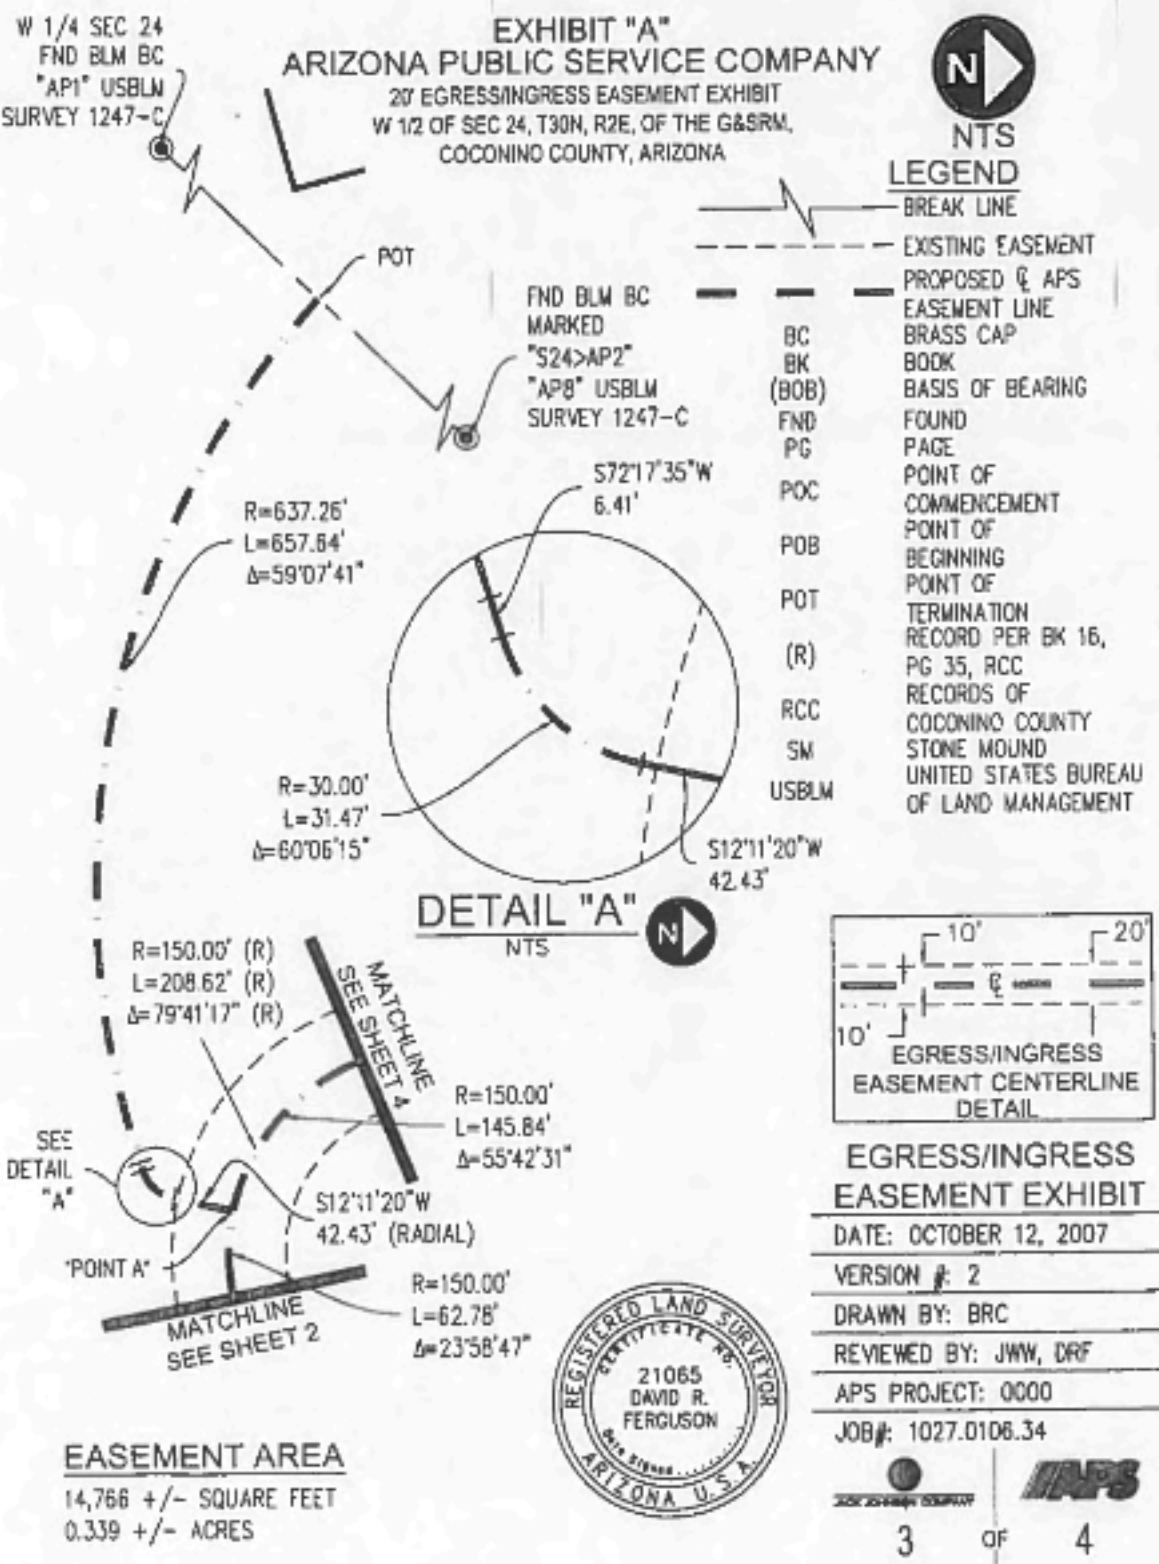 W 1/4 SEC 24
FND BLM BC
"AP1" USBLM
SURVEY 1247-C
EXHIBIT "A"
ARIZONA PUBLIC SERVICE COMPANY
20' EGRESS/INGRESS EASEMENT EXHIBIT
W 1/2 OF SEC 24, T30N, R2E, OF THE G&SRM,
COCONINO COUNTY, ARIZONA
N
NTS
LEGEND
BREAK LINE
EXISTING EASEMENT
PROPOSED ℄ APS
EASEMENT LINE
BC BRASS CAP
BK BOOK
(BOB) BASIS OF BEARING
FND FOUND
PG PAGE
POC POINT OF
COMMENCEMENT
POB POINT OF
BEGINNING
POT POINT OF
TERMINATION
(R) RECORD PER BK 16,
PG 35, RCC
RCC RECORDS OF
COCONINO COUNTY
SM STONE MOUND
USBLM UNITED STATES BUREAU
OF LAND MANAGEMENT
POT
FND BLM BC
MARKED
"S24>AP2"
"AP8" USBLM
SURVEY 1247-C
S72°17'35"W
6.41'
R=637.26'
L=657.64'
Δ=59°07'41"
R=30.00'
L=31.47'
Δ=60°06'15"
S12°11'20"W
42.43'
DETAIL "A"
NTS
N
R=150.00' (R)
L=208.62' (R)
Δ=79°41'17" (R)
MATCHLINE
SEE SHEET 4
R=150.00'
L=145.84'
Δ=55°42'31"
SEE
DETAIL
"A"
S12°11'20"W
42.43' (RADIAL)
"POINT A"
R=150.00'
L=62.78'
Δ=23°58'47"
MATCHLINE
SEE SHEET 2
10'
20'
℄
10'
EGRESS/INGRESS
EASEMENT CENTERLINE
DETAIL
EGRESS/INGRESS
EASEMENT EXHIBIT
DATE: OCTOBER 12, 2007
VERSION #: 2
DRAWN BY: BRC
REVIEWED BY: JWW, DRF
APS PROJECT: 0000
JOB#: 1027.0106.34
JACK JOHNSON COMPANY
APS
3 OF 4
REGISTERED LAND SURVEYOR
CERTIFICATE NO.
21065
DAVID R.
FERGUSON
Date Signed
ARIZONA U.S.A.
EASEMENT AREA
14,766 +/- SQUARE FEET
0.339 +/- ACRES